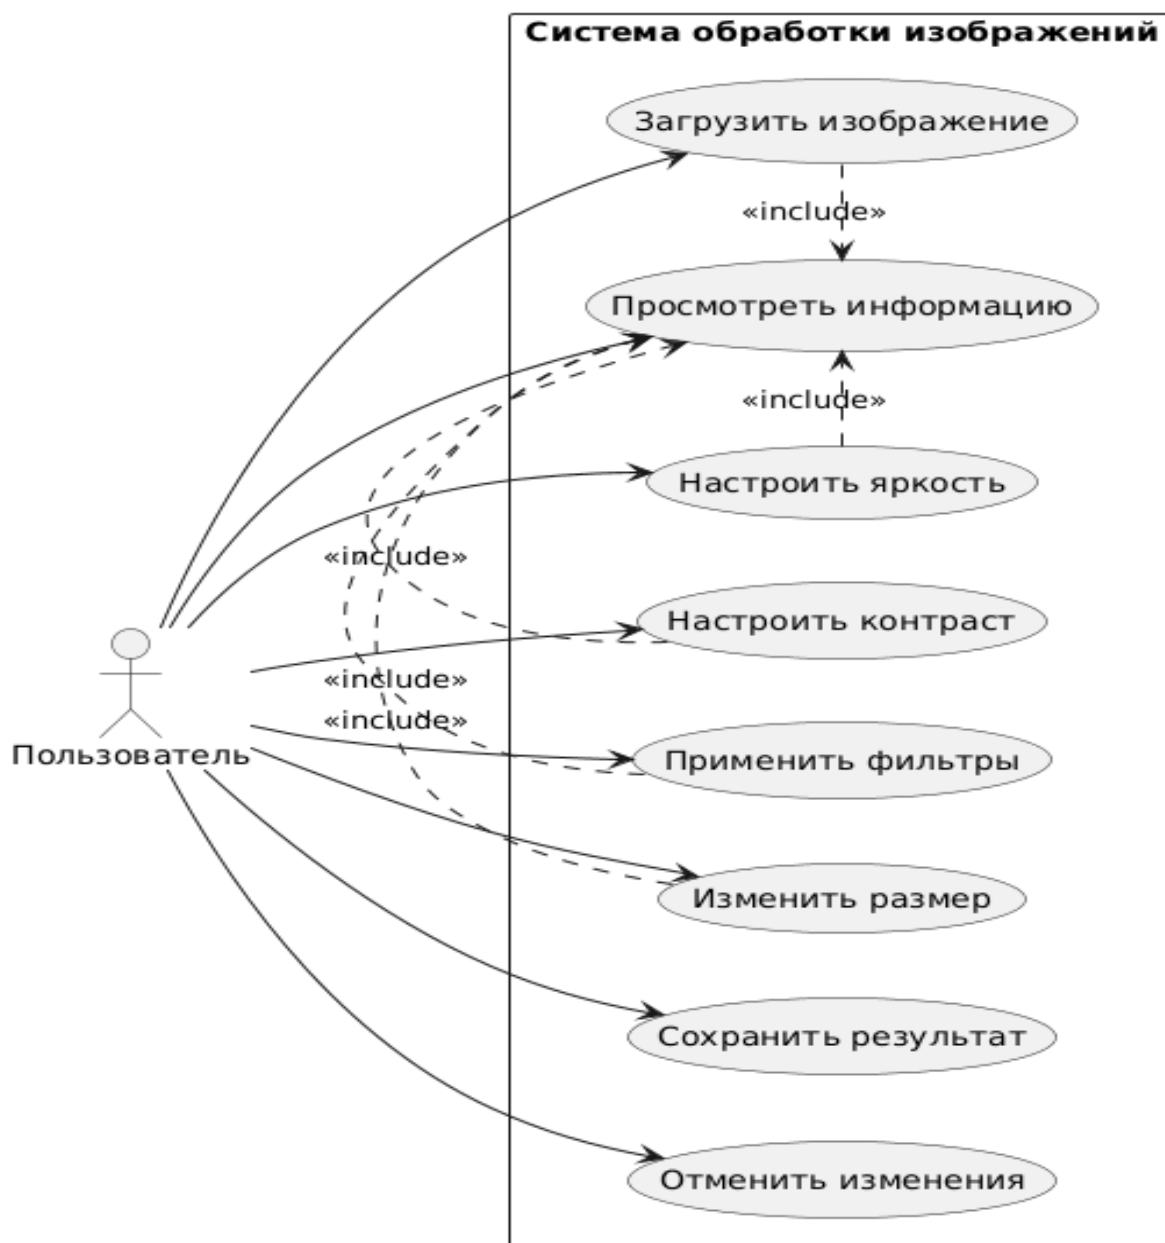 Система обработки изображений
Загрузить изображение
«include»
Просмотреть информацию
«include»
Настроить яркость
«include»
Настроить контраст
«include»
«include»
Пользователь
Применить фильтры
Изменить размер
Сохранить результат
Отменить изменения